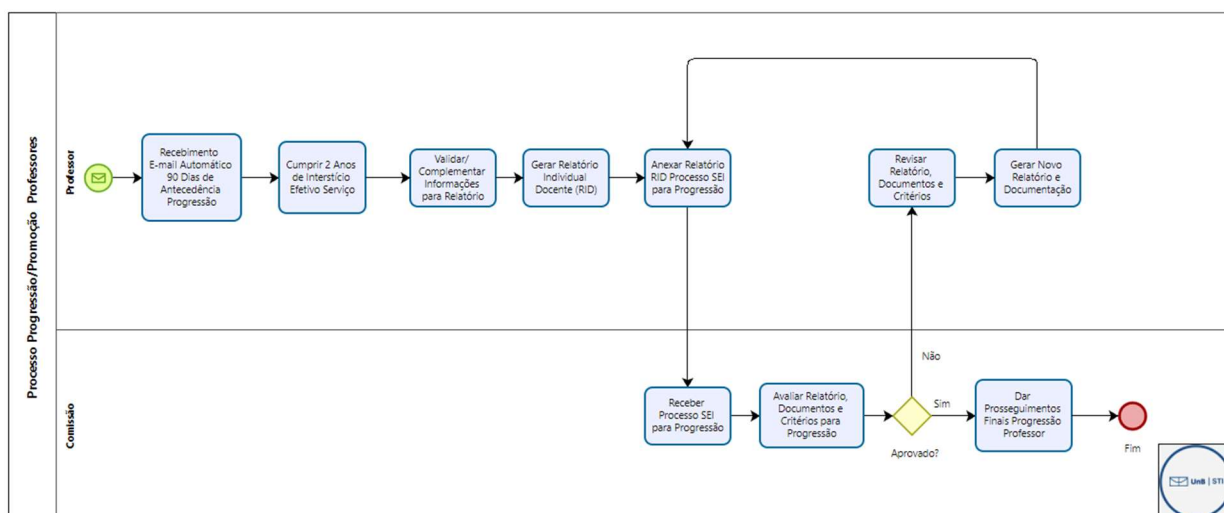 Processo Progressão/Promoção Professores
Professor
Recebimento
E-mail Automático
90 Dias de
Antecedência
Progressão
Cumprir 2 Anos
de Interstício
Efetivo Serviço
Validar/
Complementar
Informações
para Relatório
Gerar Relatório
Individual
Docente (RID)
Anexar Relatório
RID Processo SEI
para Progressão
Revisar
Relatório,
Documentos e
Critérios
Gerar Novo
Relatório e
Documentação
Comissão
Receber
Processo SEI
para Progressão
Avaliar Relatório,
Documentos e
Critérios para
Progressão
Não
Sim
Aprovado?
Dar
Prosseguimentos
Finais Progressão
Professor
Fim
UnB | STI